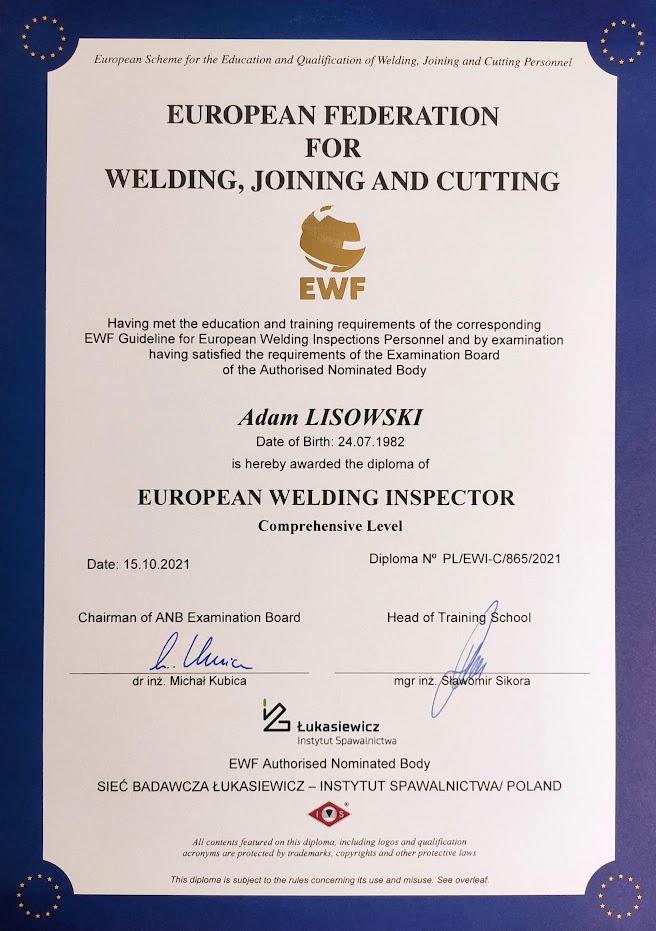 European Scheme for the Education and Qualification of Welding, Joining and Cutting Personnel
EUROPEAN FEDERATION
FOR
WELDING, JOINING AND CUTTING
EWF
Having met the education and training requirements of the corresponding
EWF Guideline for European Welding Inspections Personnel and by examination
having satisfied the requirements of the Examination Board
of the Authorised Nominated Body
Adam LISOWSKI
Date of Birth: 24.07.1982
is hereby awarded the diploma of
EUROPEAN WELDING INSPECTOR
Comprehensive Level
Date: 15.10.2021
Diploma Nº PL/EWI-C/865/2021
Chairman of ANB Examination Board
Head of Training School
dr inż. Michał Kubica
mgr inż. Sławomir Sikora
Łukasiewicz
Instytut Spawalnictwa
EWF Authorised Nominated Body
SIEĆ BADAWCZA ŁUKASIEWICZ – INSTYTUT SPAWALNICTWA/ POLAND
I S ®
All contents featured on this diploma, including logos and qualification
acronyms are protected by trademarks, copyrights and other protective laws
This diploma is subject to the rules concerning its use and misuse. See overleaf.